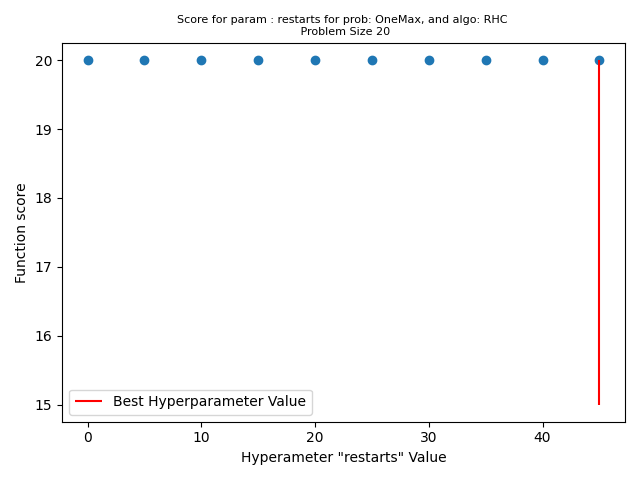 Score for param : restarts for prob: OneMax, and algo: RHC
Problem Size 20
20
19
18
17
16
15
Function score
Best Hyperparameter Value
0
10
20
30
40
Hyperameter "restarts" Value